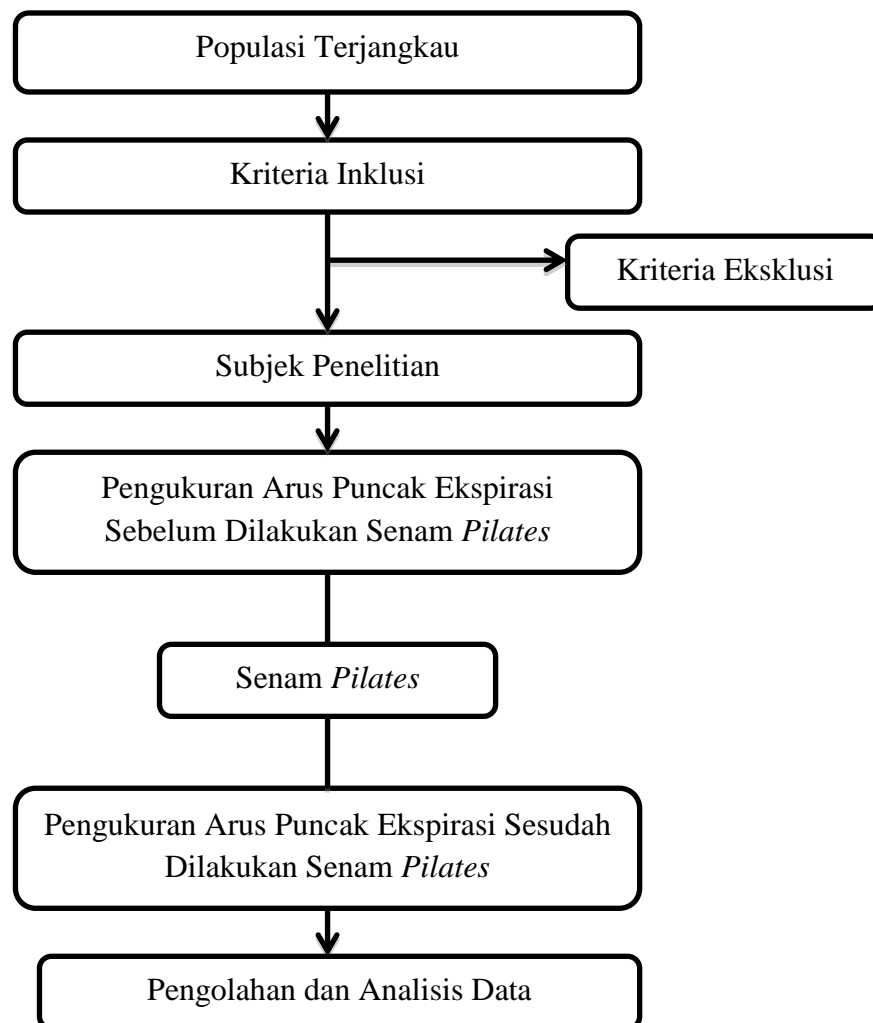 Populasi Terjangkau
Kriteria Inklusi
Kriteria Eksklusi
Subjek Penelitian
Pengukuran Arus Puncak Ekspirasi
Sebelum Dilakukan Senam Pilates
Senam Pilates
Pengukuran Arus Puncak Ekspirasi Sesudah
Dilakukan Senam Pilates
Pengolahan dan Analisis Data